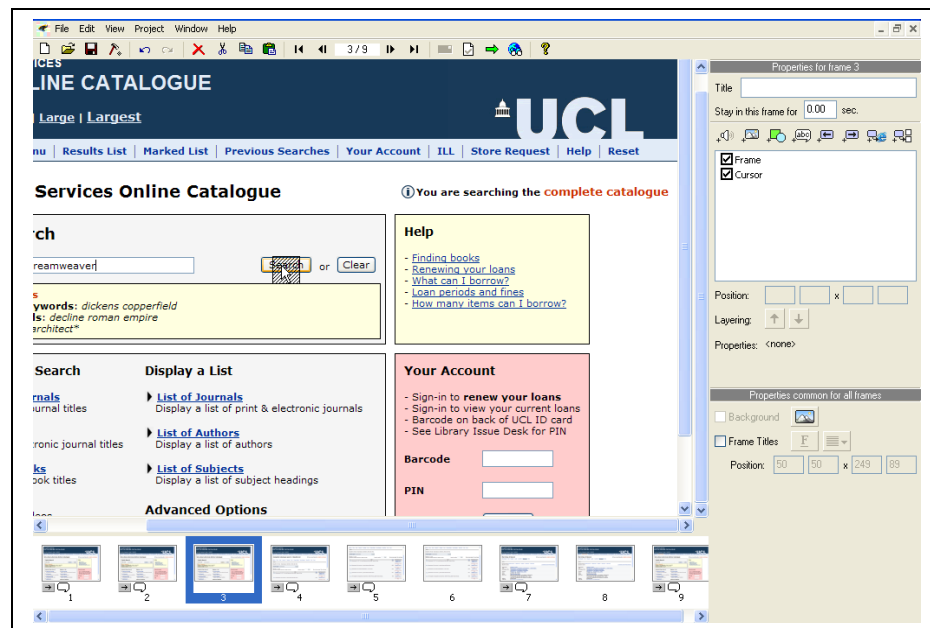 File Edit View Project Window Help
3 / 9
ICES
LINE CATALOGUE
| Large | Largest
UCL
nu | Results List | Marked List | Previous Searches | Your Account | ILL | Store Request | Help | Reset
Services Online Catalogue
You are searching the complete catalogue
rch
reamweaver
Search or Clear
s
ywords: dickens copperfield
ls: decline roman empire
architect*
Help
- Finding books
- Renewing your loans
- What can I borrow?
- Loan periods and fines
- How many items can I borrow?
Search
rnals
ournal titles
tronic journal titles
ks
ook titles
Display a List
List of Journals
Display a list of print & electronic journals
List of Authors
Display a list of authors
List of Subjects
Display a list of subject headings
Advanced Options
Your Account
- Sign-in to renew your loans
- Sign-in to view your current loans
- Barcode on back of UCL ID card
- See Library Issue Desk for PIN
Barcode
PIN
Properties for frame 3
Title
Stay in this frame for 0.00 sec.
abc
Frame
Cursor
Position: x
Layering:
Properties: <none>
Properties common for all frames
Background
Frame Titles F
Position: 50 50 x 249 89
1 2 3 4 5 6 7 8 9